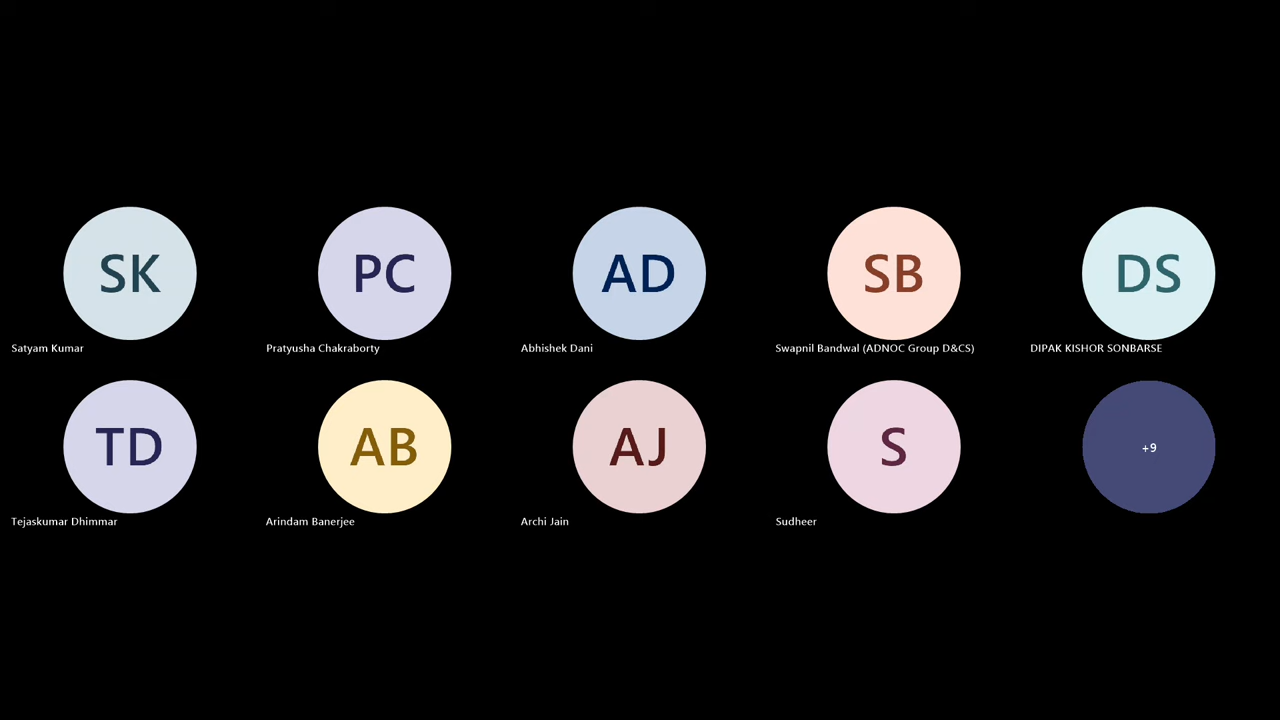 SK
PC
AD
SB
DS
Satyam Kumar
Pratyusha Chakraborty
Abhishek Dani
Swapnil Bandwal (ADNOC Group D&CS)
DIPAK KISHOR SONBARSE
TD
AB
AJ
S
+9
Tejaskumar Dhimmar
Arindam Banerjee
Archi Jain
Sudheer